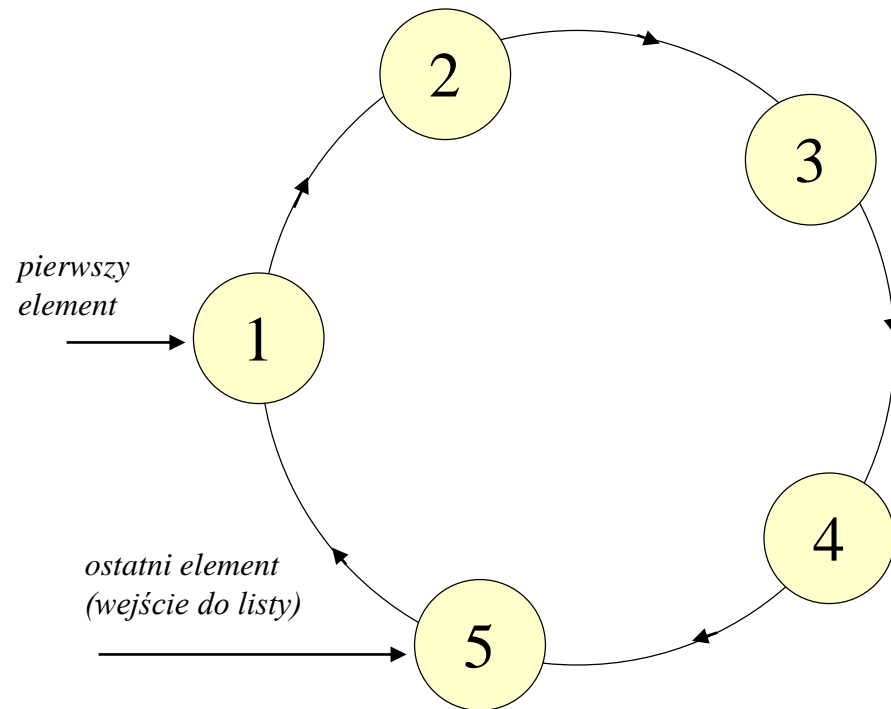 2
3
pierwszy
element
1
4
ostatni element
(wejście do listy)
5